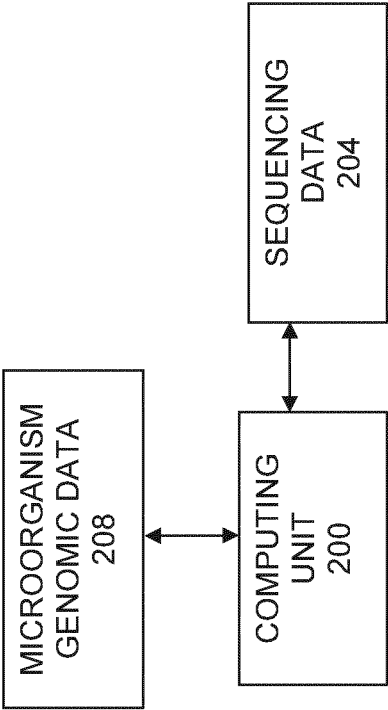 MICROORGANISM
GENOMIC DATA
208
COMPUTING
UNIT
200
SEQUENCING
DATA
204